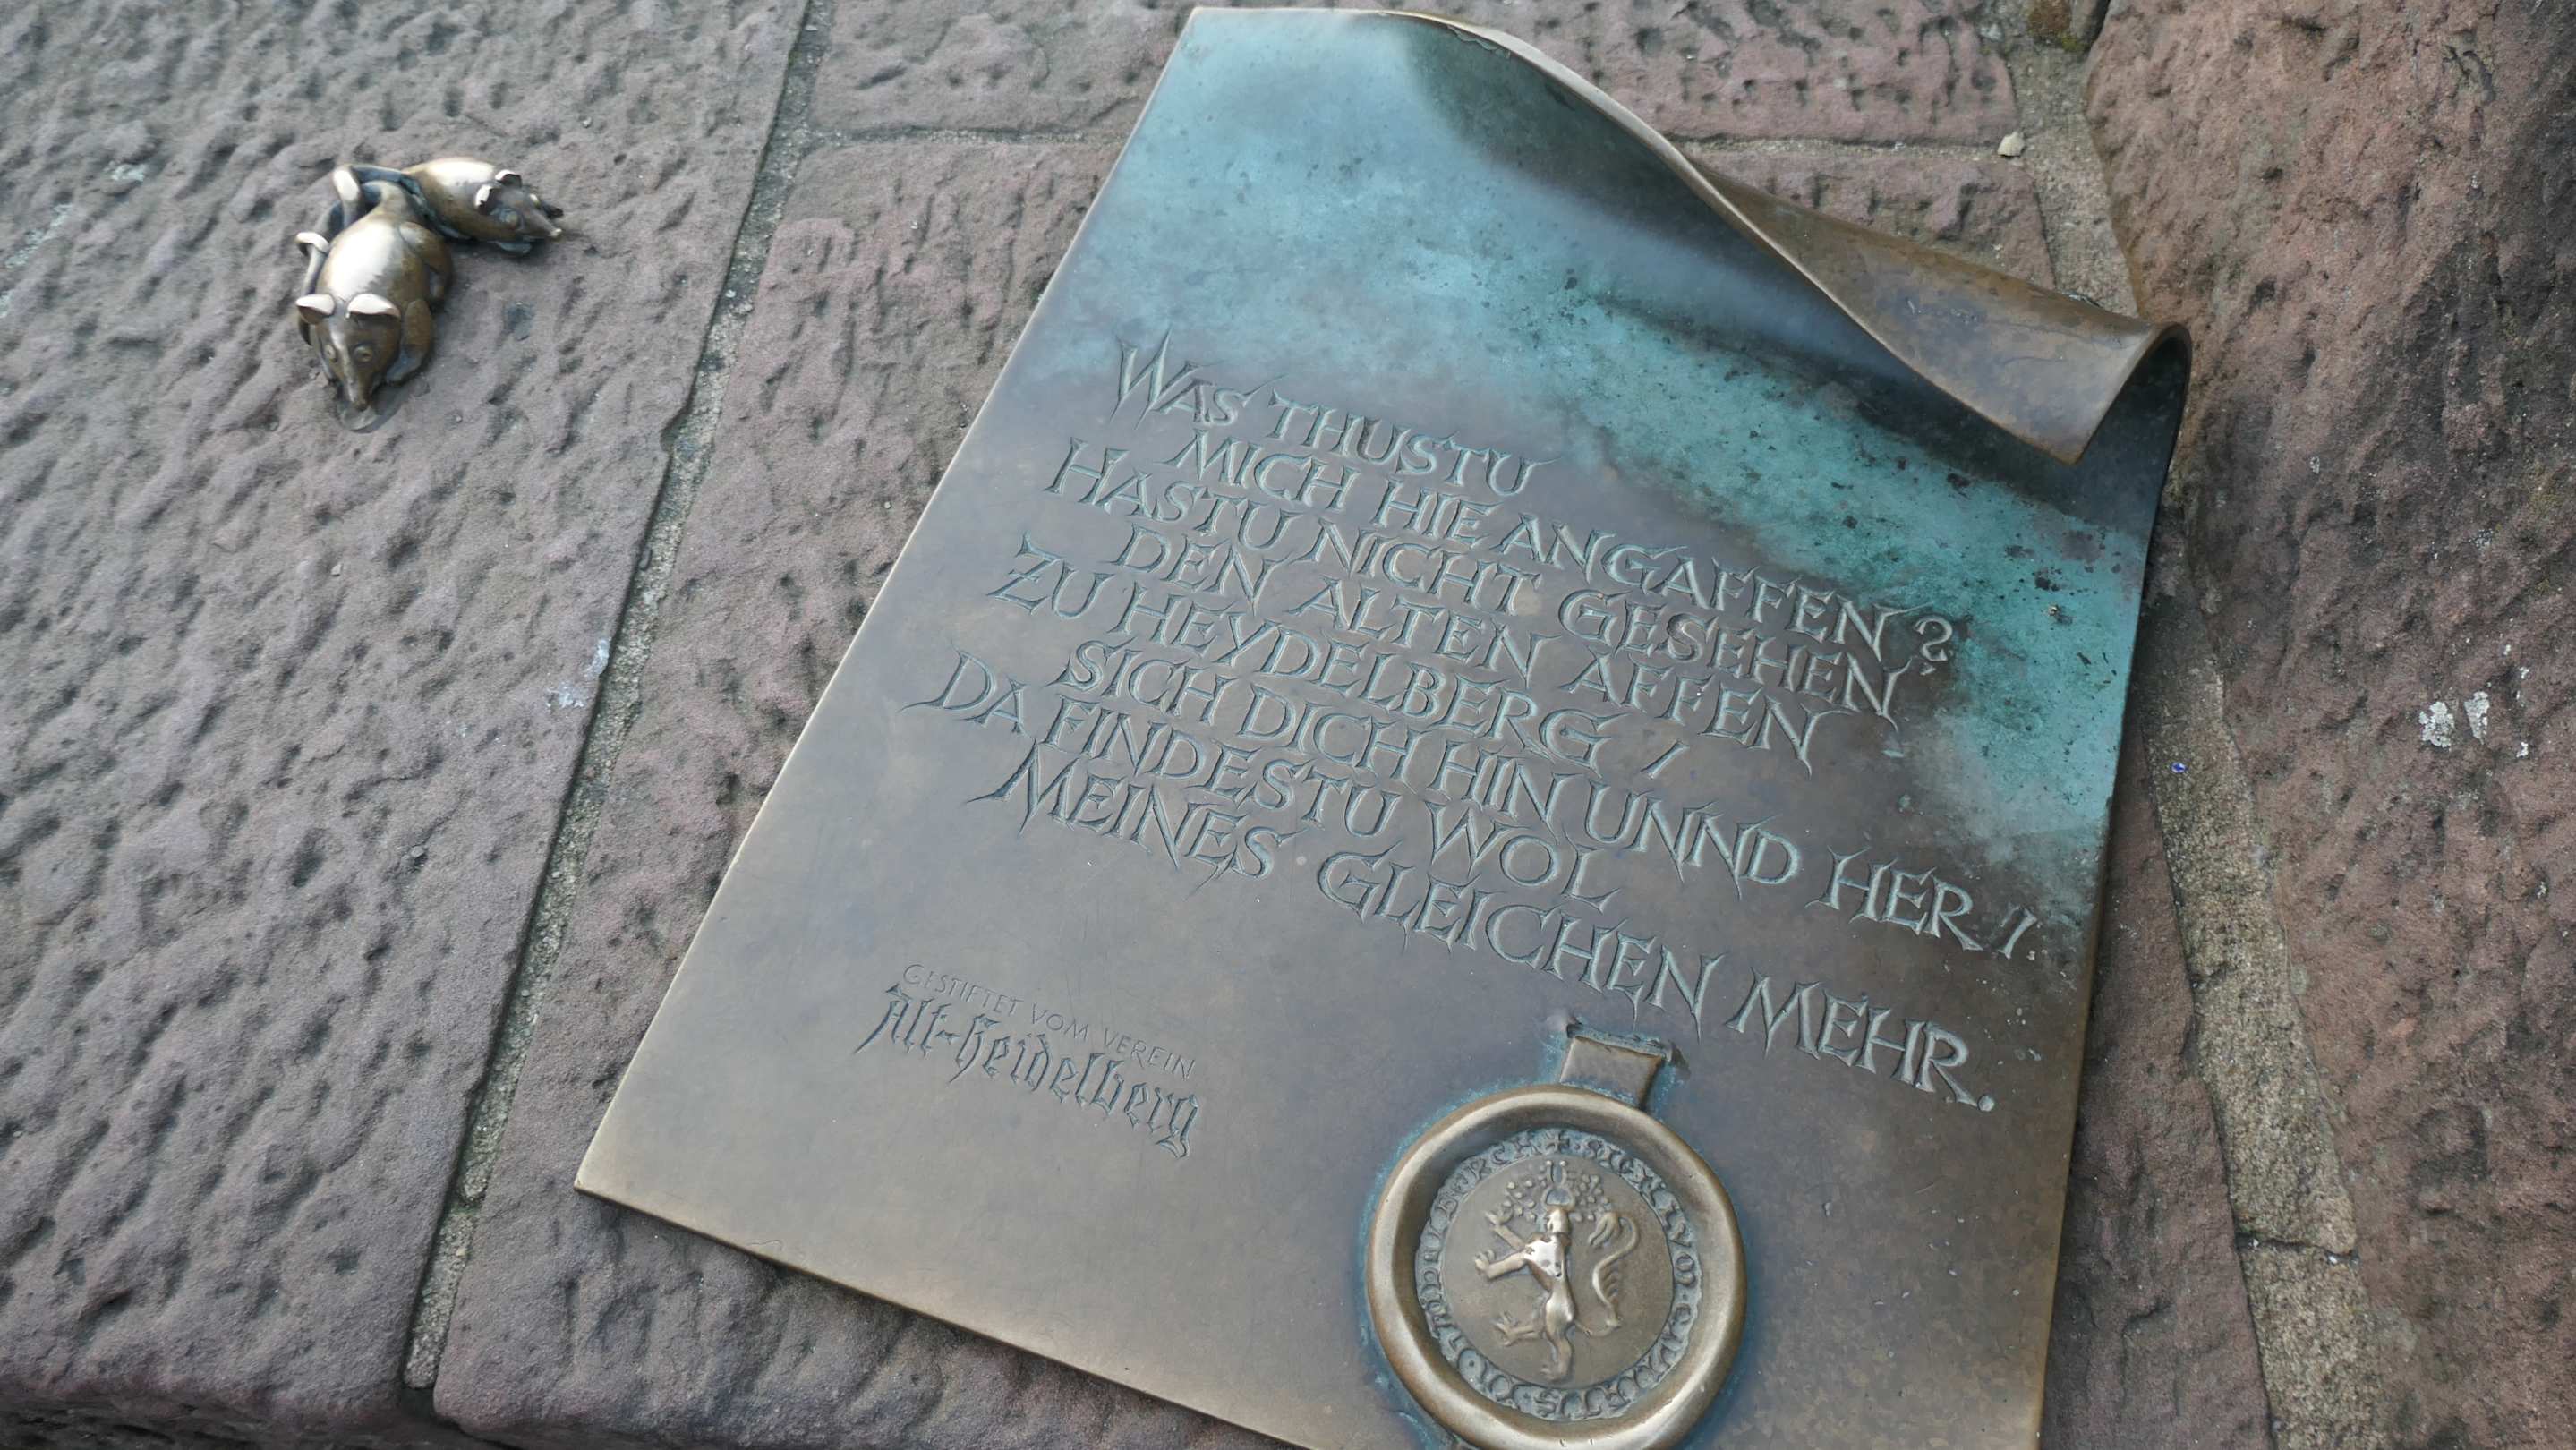 WAS THUSTU
MICH HIE ANGAFFEN?
HASTU NICHT GESEHEN
DEN ALTEN AFFEN
ZU HEYDELBERG /
SICH DICH HIN UNND HER /
DA FINDESTU WOL
MEINES GLEICHEN MEHR.
GESTIFTET VOM VEREIN
Alt-Heidelberg